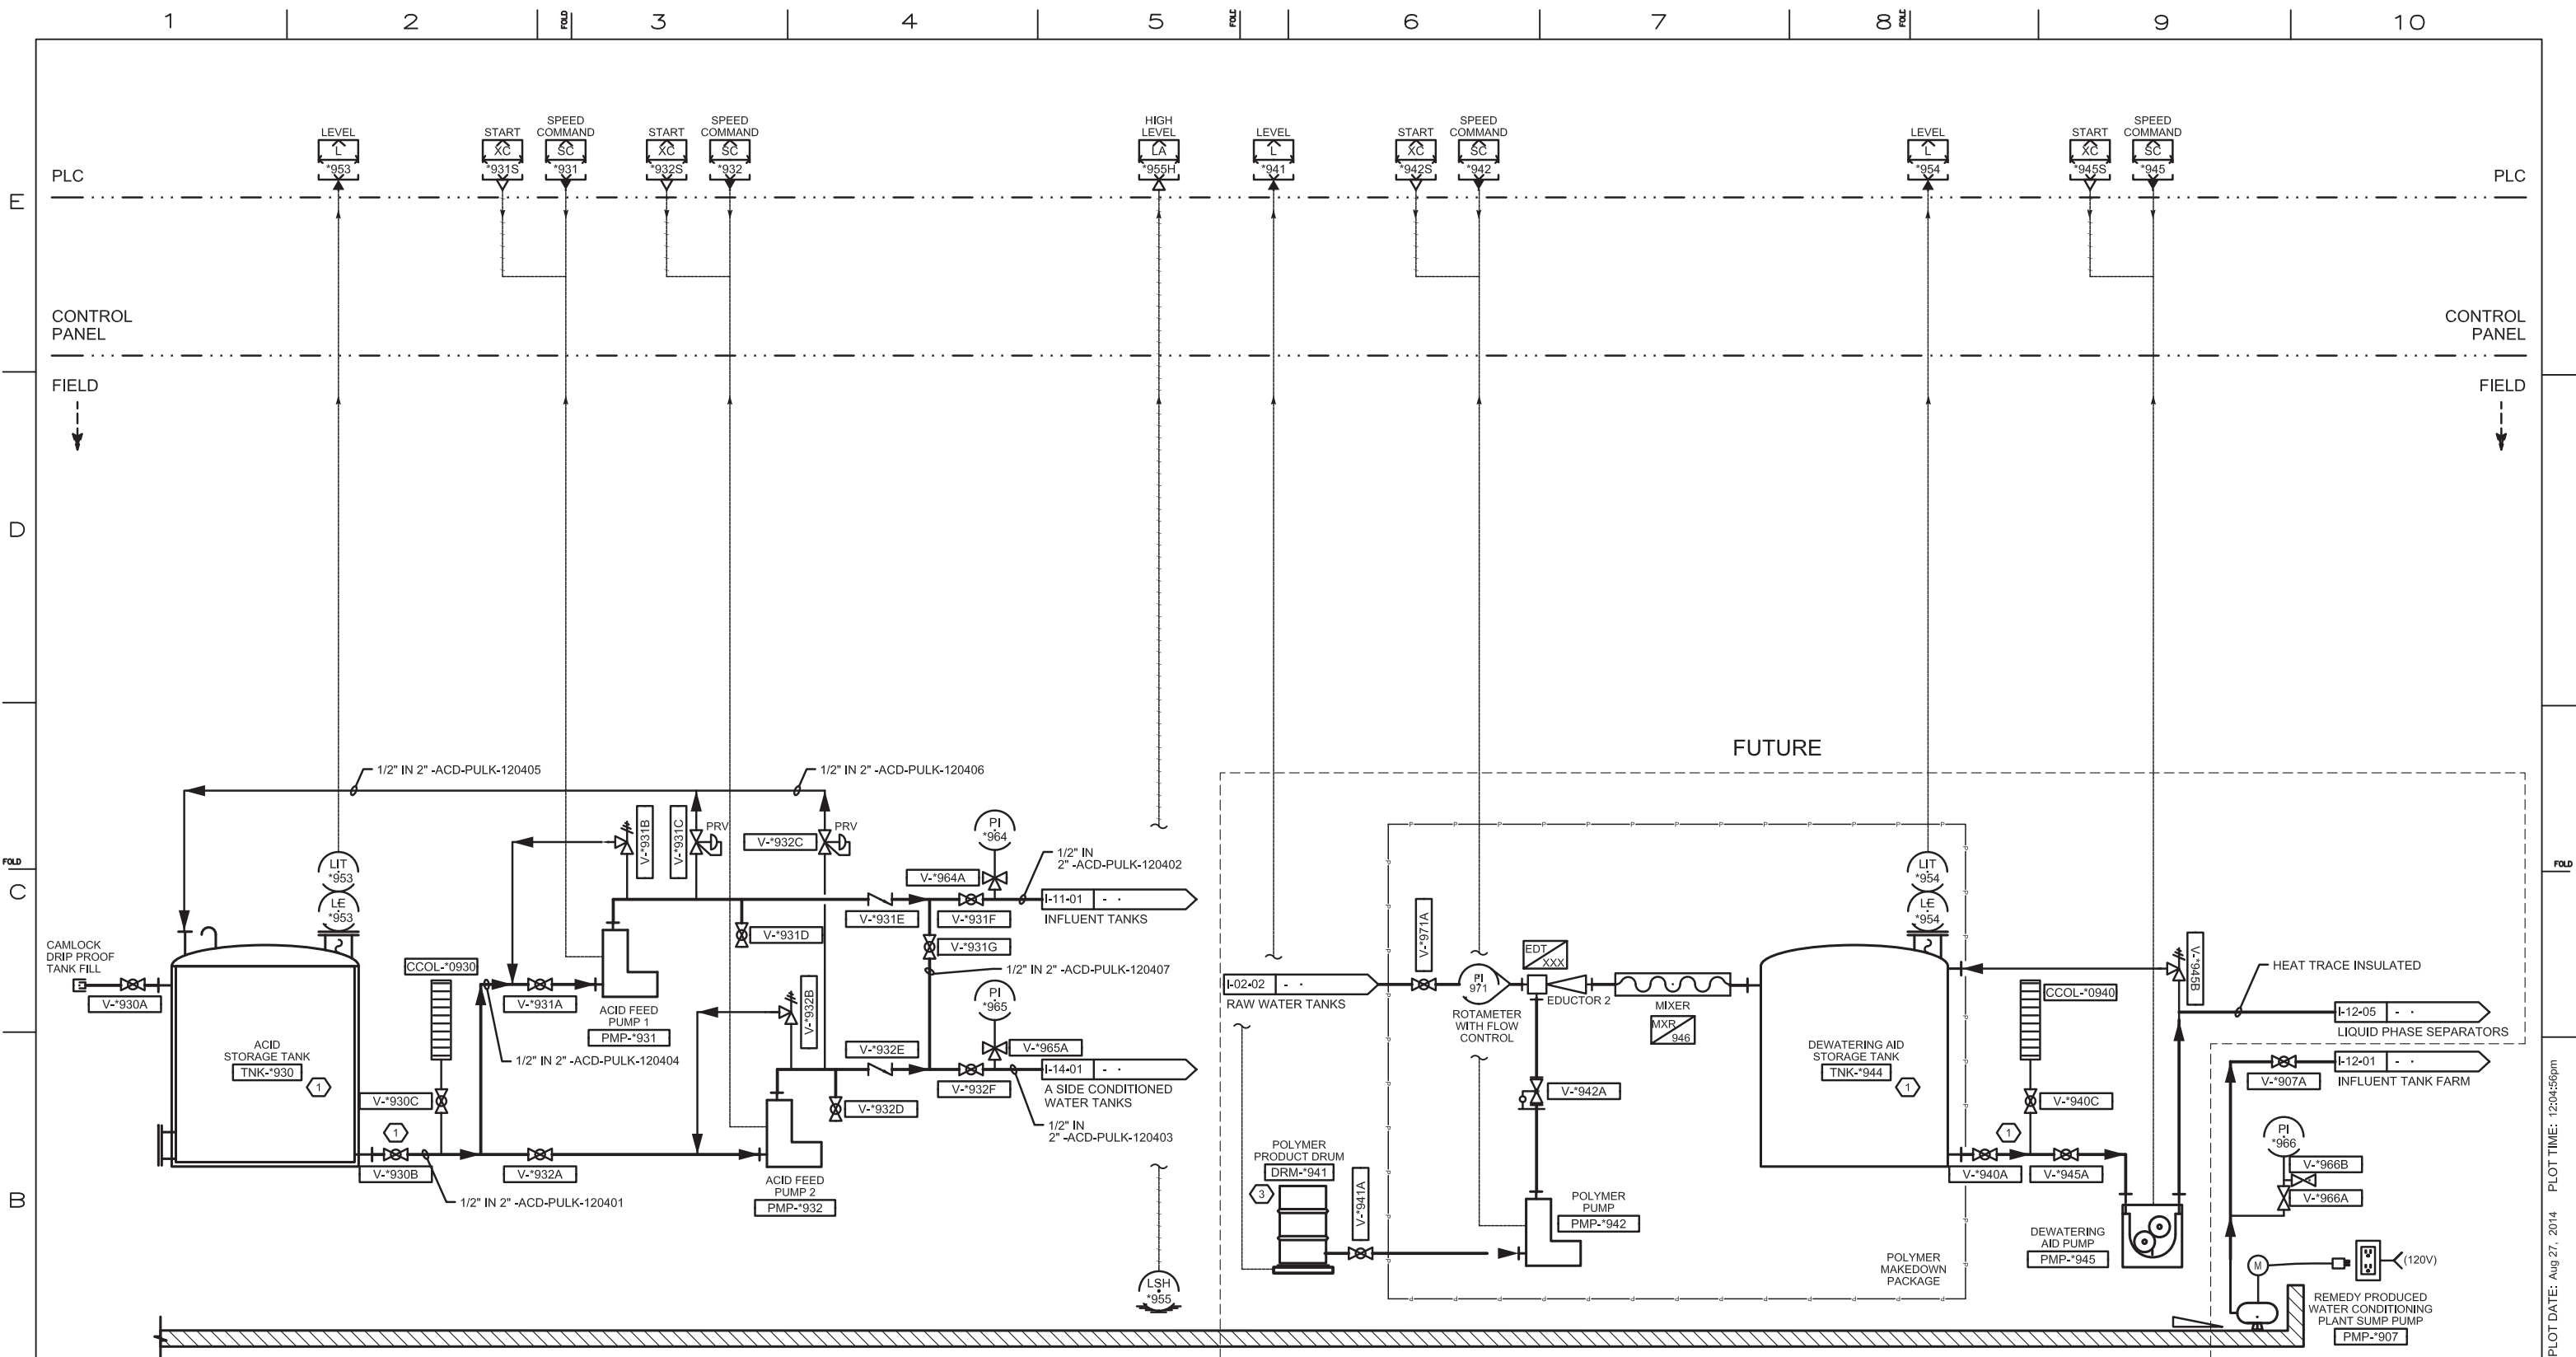 1 2 FOLD 3 4 5 FOLD 6 7 8 FOLD 9 10
LEVEL
L
*953
START
XC
*931S
SPEED
COMMAND
SC
*931
START
XC
*932S
SPEED
COMMAND
SC
*932
HIGH
LEVEL
LA
*955H
LEVEL
L
*941
START
XC
*942S
SPEED
COMMAND
SC
*942
LEVEL
L
*954
START
XC
*945S
SPEED
COMMAND
SC
*945
PLC
PLC
E
CONTROL
PANEL
CONTROL
PANEL
FIELD
FIELD
D
FUTURE
1/2" IN 2" -ACD-PULK-120405
1/2" IN 2" -ACD-PULK-120406
V-*931B
V-*931C
PRV
V-*932C
PRV
PI
*964
V-*964A
1/2" IN
2" -ACD-PULK-120402
FOLD
FOLD
C
LIT
*953
LE
*953
I-11-01 - -
INFLUENT TANKS
V-*931E
V-*931F
V-*931D
V-*931G
1/2" IN 2" -ACD-PULK-120407
CAMLOCK
DRIP PROOF
TANK FILL
V-*930A
CCOL-*0930
V-*931A
ACID FEED
PUMP 1
PMP-*931
V-*932B
PI
*965
V-*965A
V-*932E
V-*932F
I-14-01 - -
A SIDE CONDITIONED
WATER TANKS
1/2" IN
2" -ACD-PULK-120403
V-*932D
1/2" IN 2" -ACD-PULK-120404
ACID
STORAGE TANK
TNK-*930
1
V-*930C
1
V-*930B
V-*932A
1/2" IN 2" -ACD-PULK-120401
ACID FEED
PUMP 2
PMP-*932
B
LSH
*955
I-02-02 - -
RAW WATER TANKS
V-*971A
PI
971
ROTAMETER
WITH FLOW
CONTROL
EDT
XXX
EDUCTOR 2
MIXER
MXR
946
V-*942A
POLYMER
PRODUCT DRUM
DRM-*941
3
V-*941A
POLYMER
PUMP
PMP-*942
P P P P P P P P P P P P P
LIT
*954
LE
*954
DEWATERING AID
STORAGE TANK
TNK-*944
1
POLYMER
MAKEDOWN
PACKAGE
1
V-*940A
V-*940C
V-*945A
CCOL-*0940
V-*945B
HEAT TRACE INSULATED
I-12-05 - -
LIQUID PHASE SEPARATORS
I-12-01 - -
INFLUENT TANK FARM
V-*907A
PI
*966
V-*966B
V-*966A
DEWATERING
AID PUMP
PMP-*945
M
(120V)
REMEDY PRODUCED
WATER CONDITIONING
PLANT SUMP PUMP
PMP-*907
PLOT DATE: Aug 27, 2014 PLOT TIME: 12:04:56pm